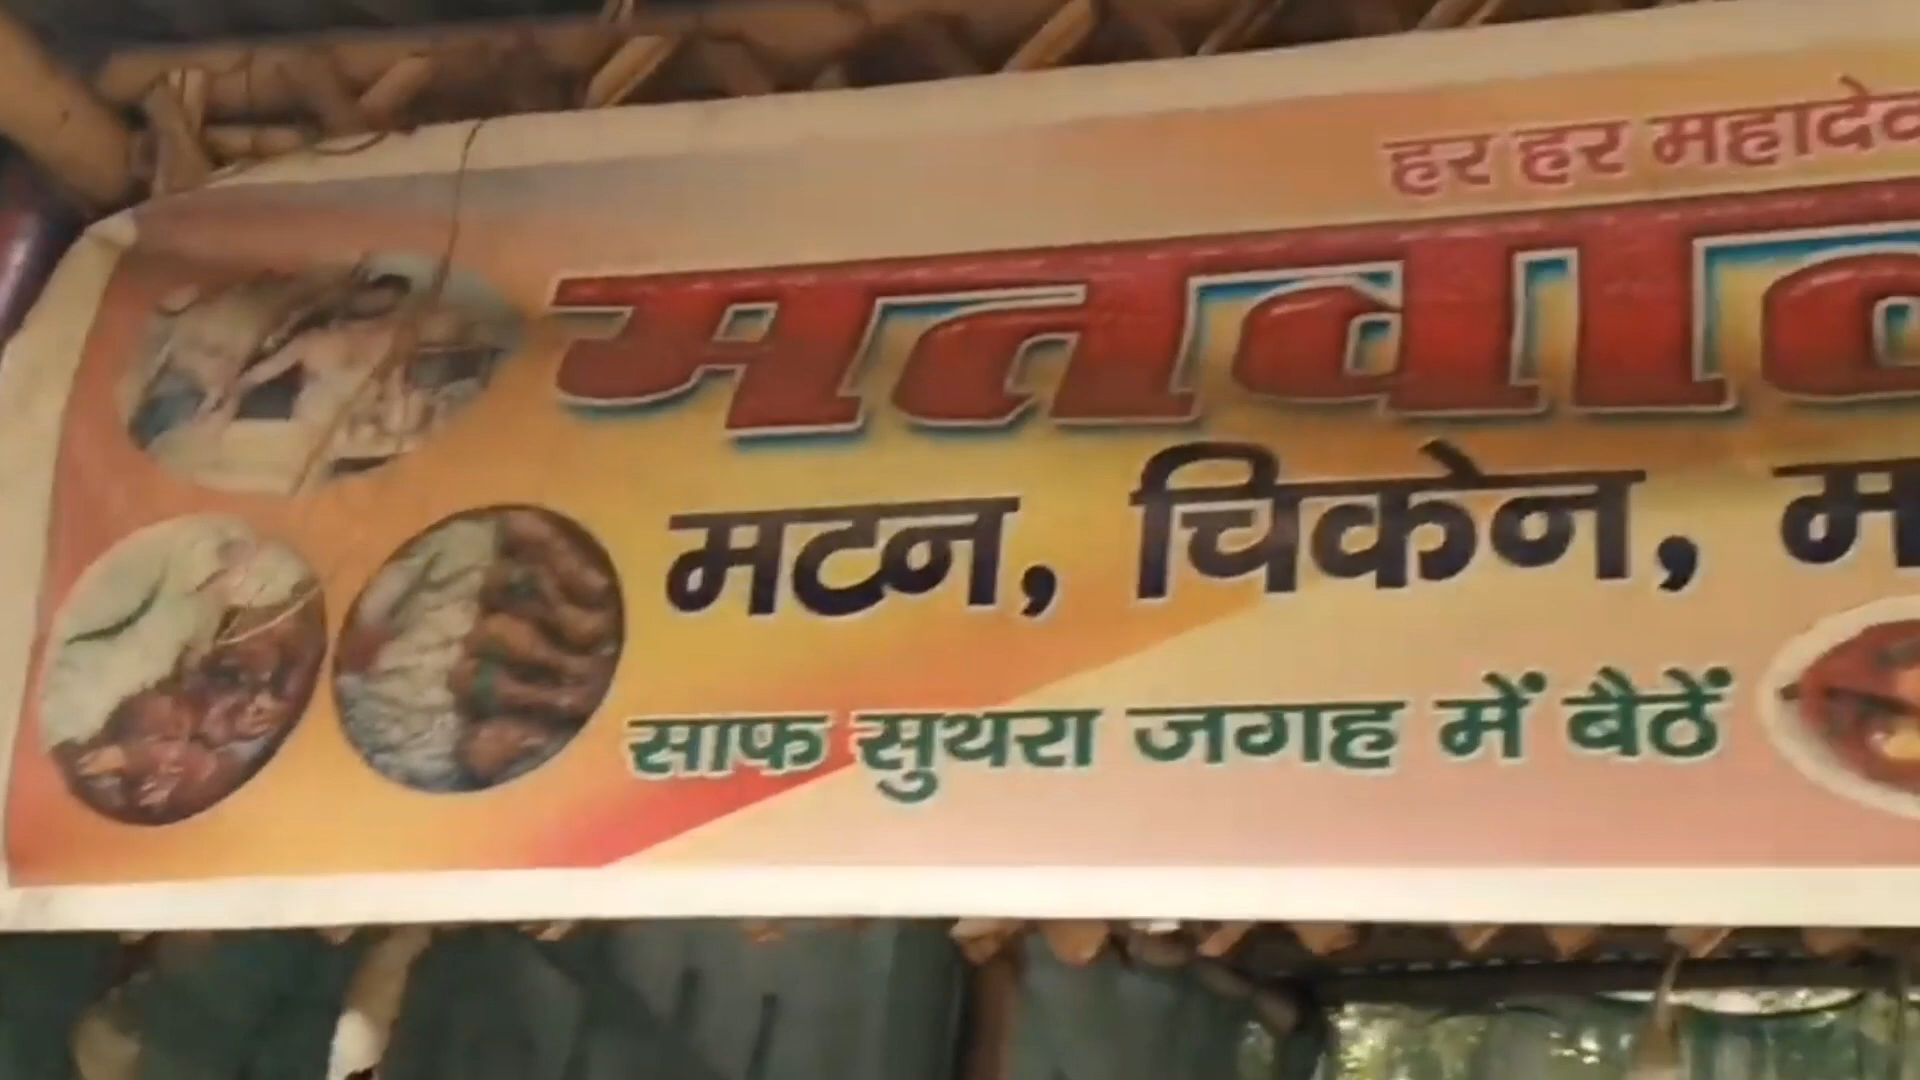 हर हर महादेव
मटन, चिकेन,
साफ सुथरा जगह में बैठें